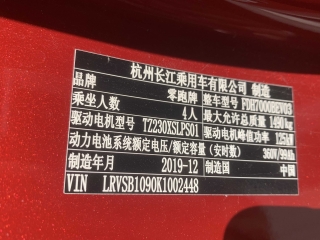 杭州长江乘用车有限公司 制造
品牌 零跑牌 整车型号 FDH7000BEV03
乘坐人数 4人 最大允许总质量 1490kg
驱动电机型号 TZ230XSLPS01 驱动电机峰值功率 125kW
动力电池系统额定电压/额定容量(安时数) 360V/99Ah
制造年月 2019-12 制造国 中国
VIN LRVSB1090K1002448